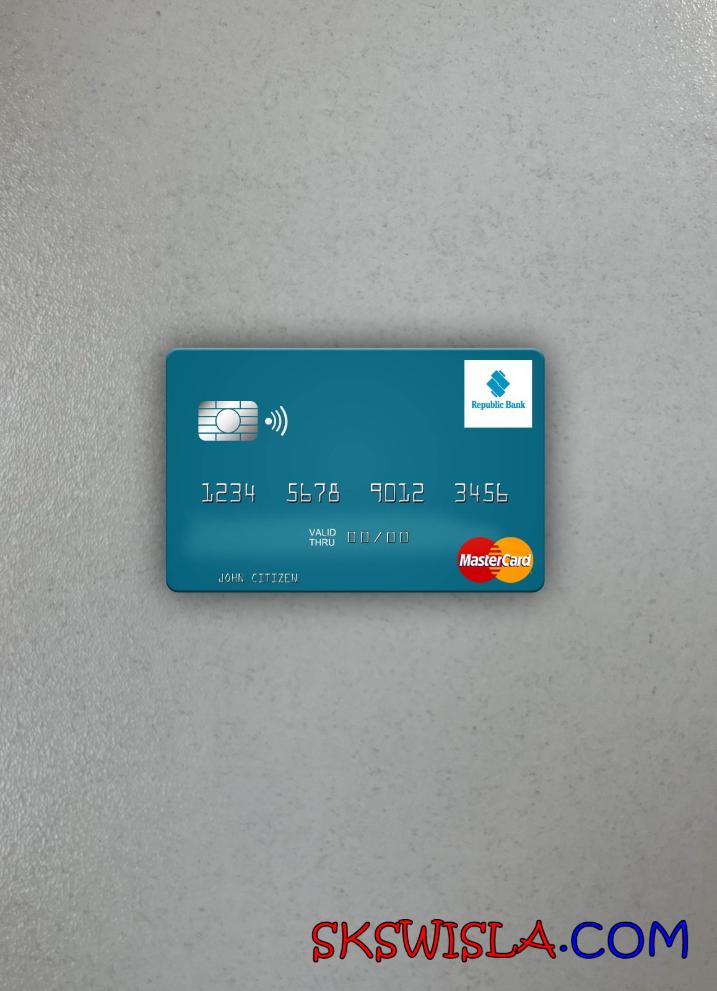 Republic Bank
1234 5678 9012 3456
VALID
THRU 00/00
MasterCard
JOHN CITIZEN
SKSWISLA.COM